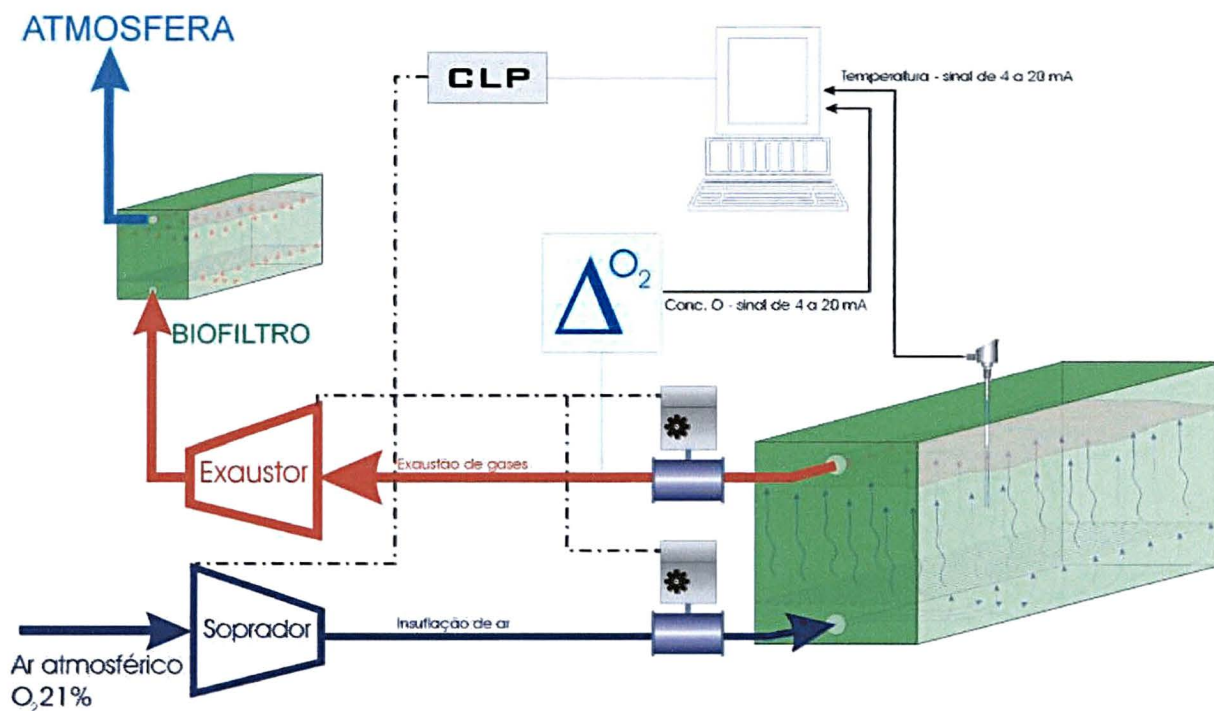 ATMOSFERA
CLP
Temperatura - sinal de 4 a 20 mA
O2
Conc. O - sinal de 4 a 20 mA
BIOFILTRO
Exaustor
Exaustão de gases
Soprador
Insuflação de ar
Ar atmosférico
O₂21%